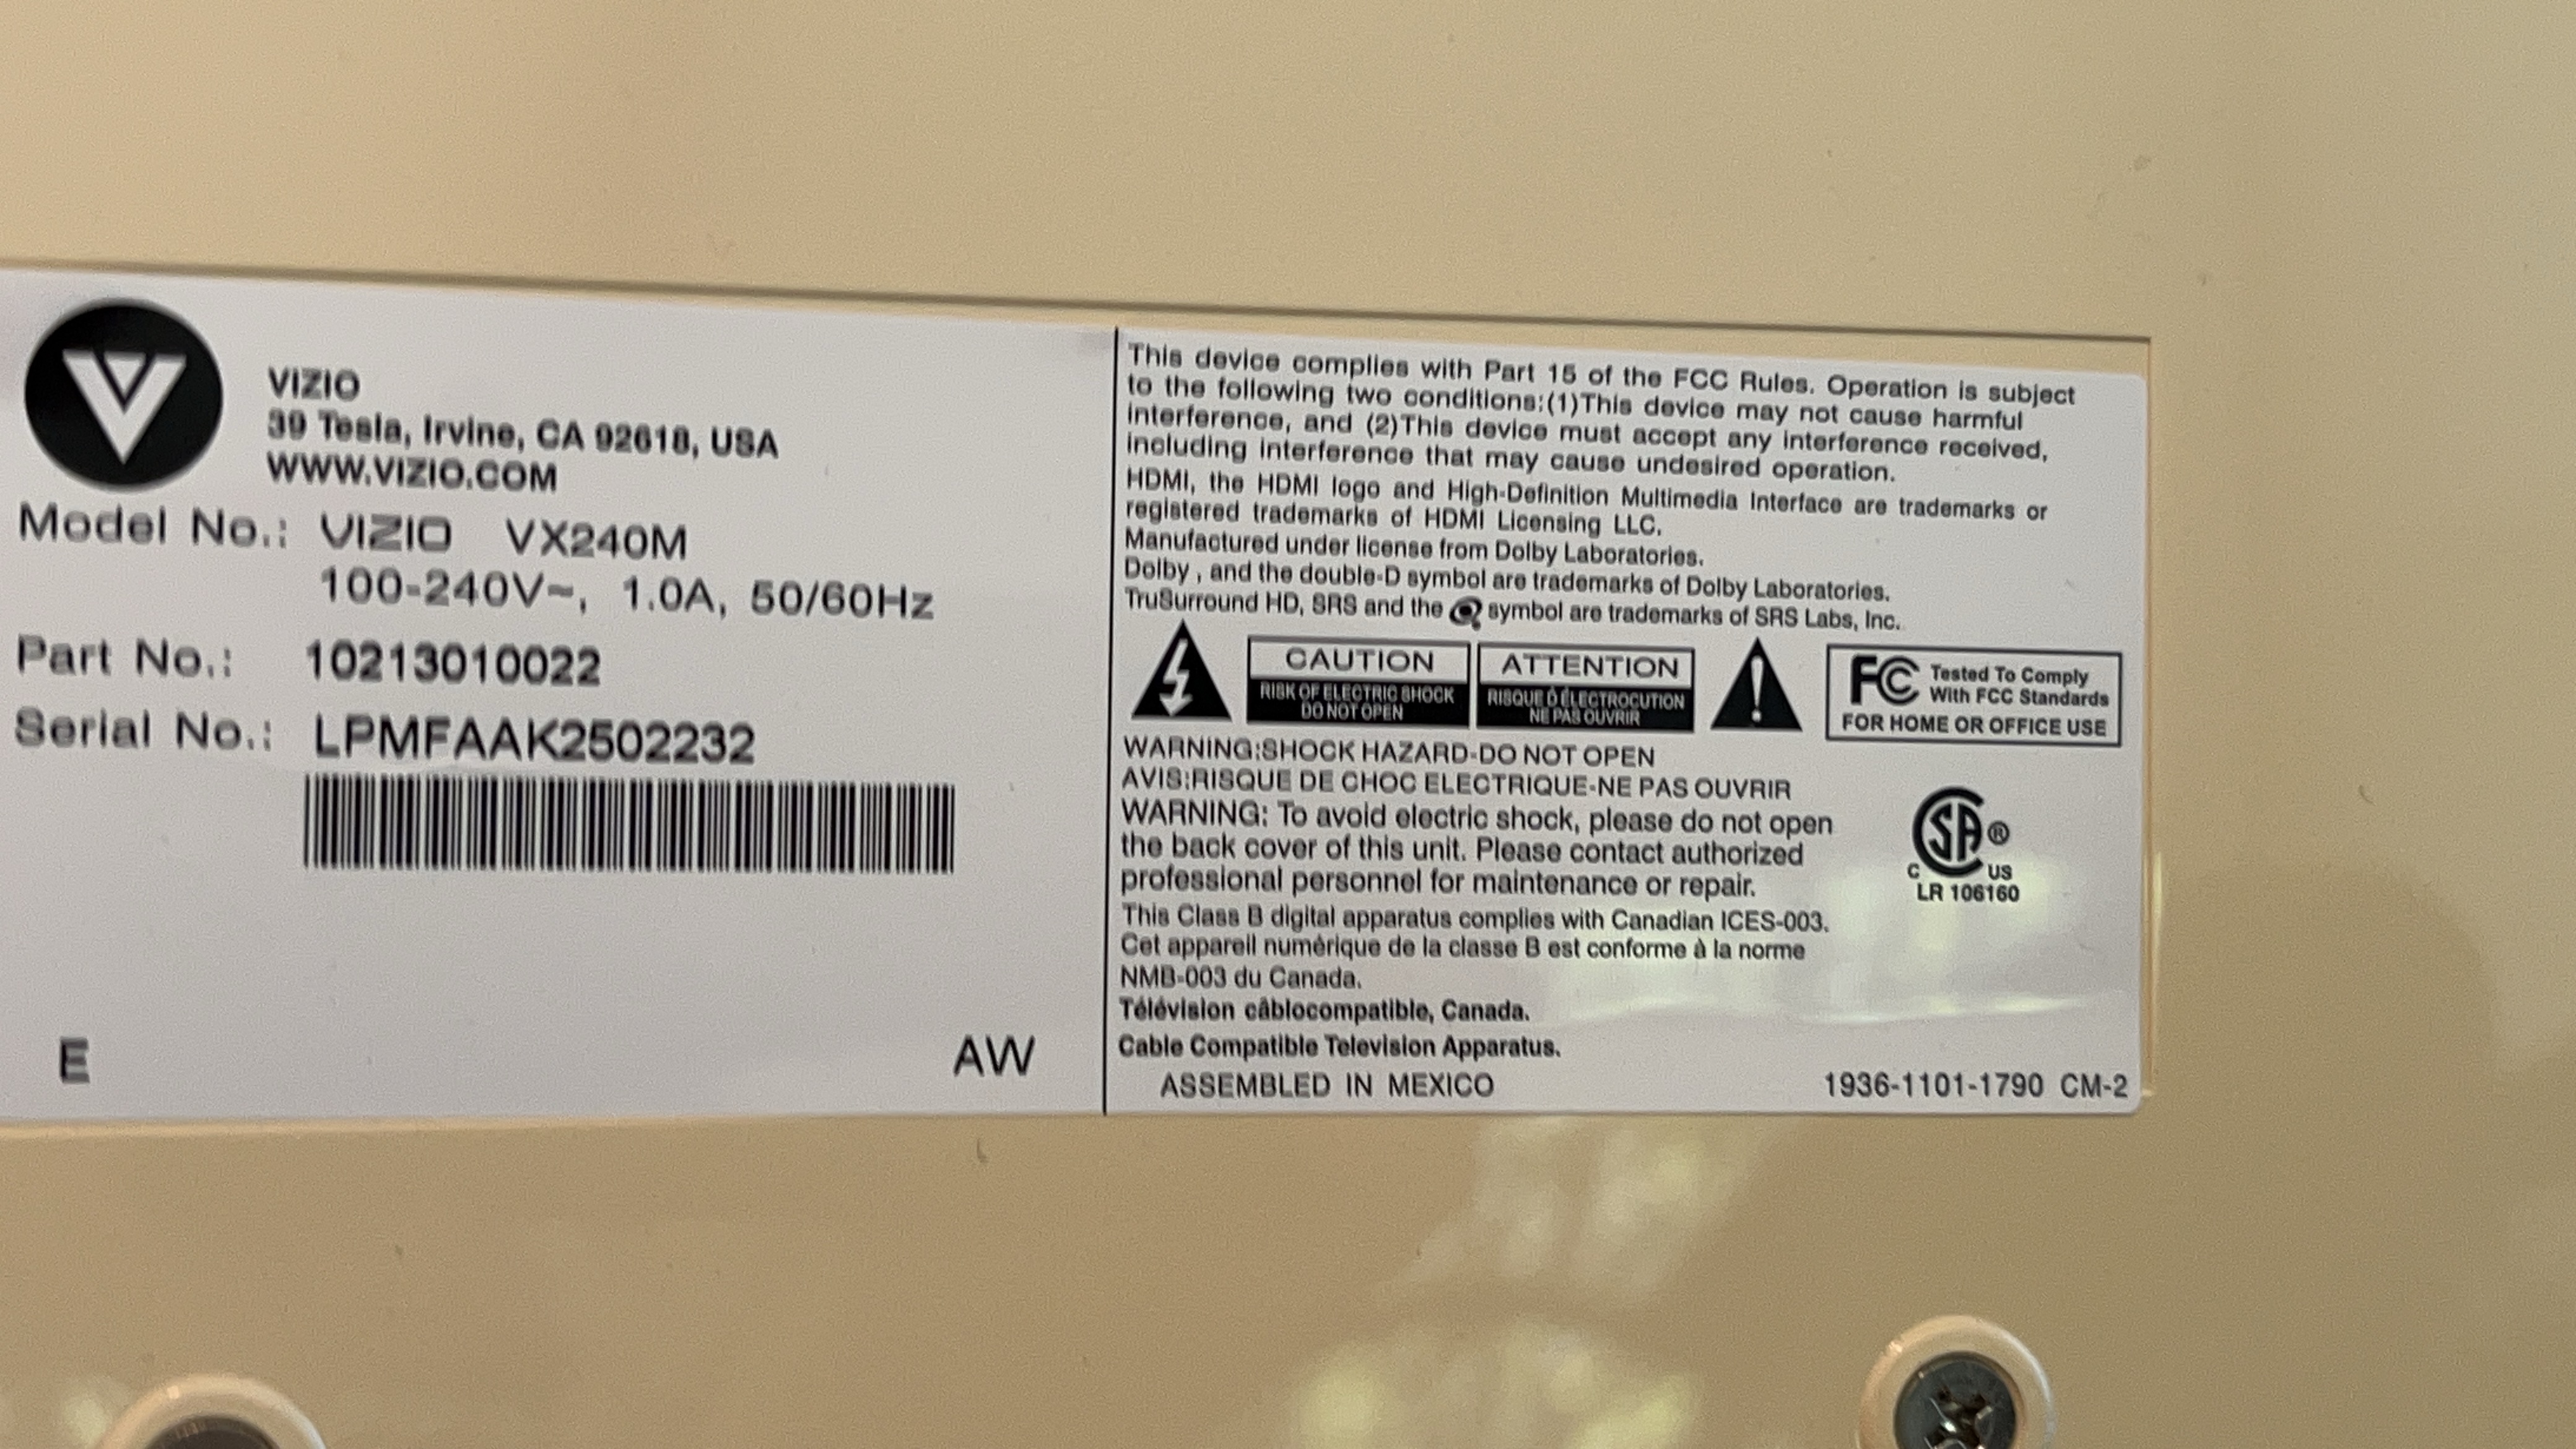 VIZIO
39 Tesla, Irvine, CA 92618, USA
WWW.VIZIO.COM
Model No.: VIZIO VX240M
100-240V~, 1.0A, 50/60Hz
Part No.: 10213010022
Serial No.: LPMFAAK2502232
E
AW
This device complies with Part 15 of the FCC Rules. Operation is subject
to the following two conditions:(1)This device may not cause harmful
interference, and (2)This device must accept any interference received,
including interference that may cause undesired operation.
HDMI, the HDMI logo and High-Definition Multimedia Interface are trademarks or
registered trademarks of HDMI Licensing LLC.
Manufactured under license from Dolby Laboratories.
Dolby , and the double-D symbol are trademarks of Dolby Laboratories.
TruSurround HD, SRS and the symbol are trademarks of SRS Labs, Inc.
CAUTION
RISK OF ELECTRIC SHOCK
DO NOT OPEN
ATTENTION
RISQUE D ÉLECTROCUTION
NE PAS OUVRIR
FC Tested To Comply
With FCC Standards
FOR HOME OR OFFICE USE
WARNING:SHOCK HAZARD-DO NOT OPEN
AVIS:RISQUE DE CHOC ELECTRIQUE-NE PAS OUVRIR
WARNING: To avoid electric shock, please do not open
the back cover of this unit. Please contact authorized
professional personnel for maintenance or repair.
SA®
C US
LR 106160
This Class B digital apparatus complies with Canadian ICES-003.
Cet appareil numérique de la classe B est conforme à la norme
NMB-003 du Canada.
Télévision câblocompatible, Canada.
Cable Compatible Television Apparatus.
ASSEMBLED IN MEXICO
1936-1101-1790 CM-2